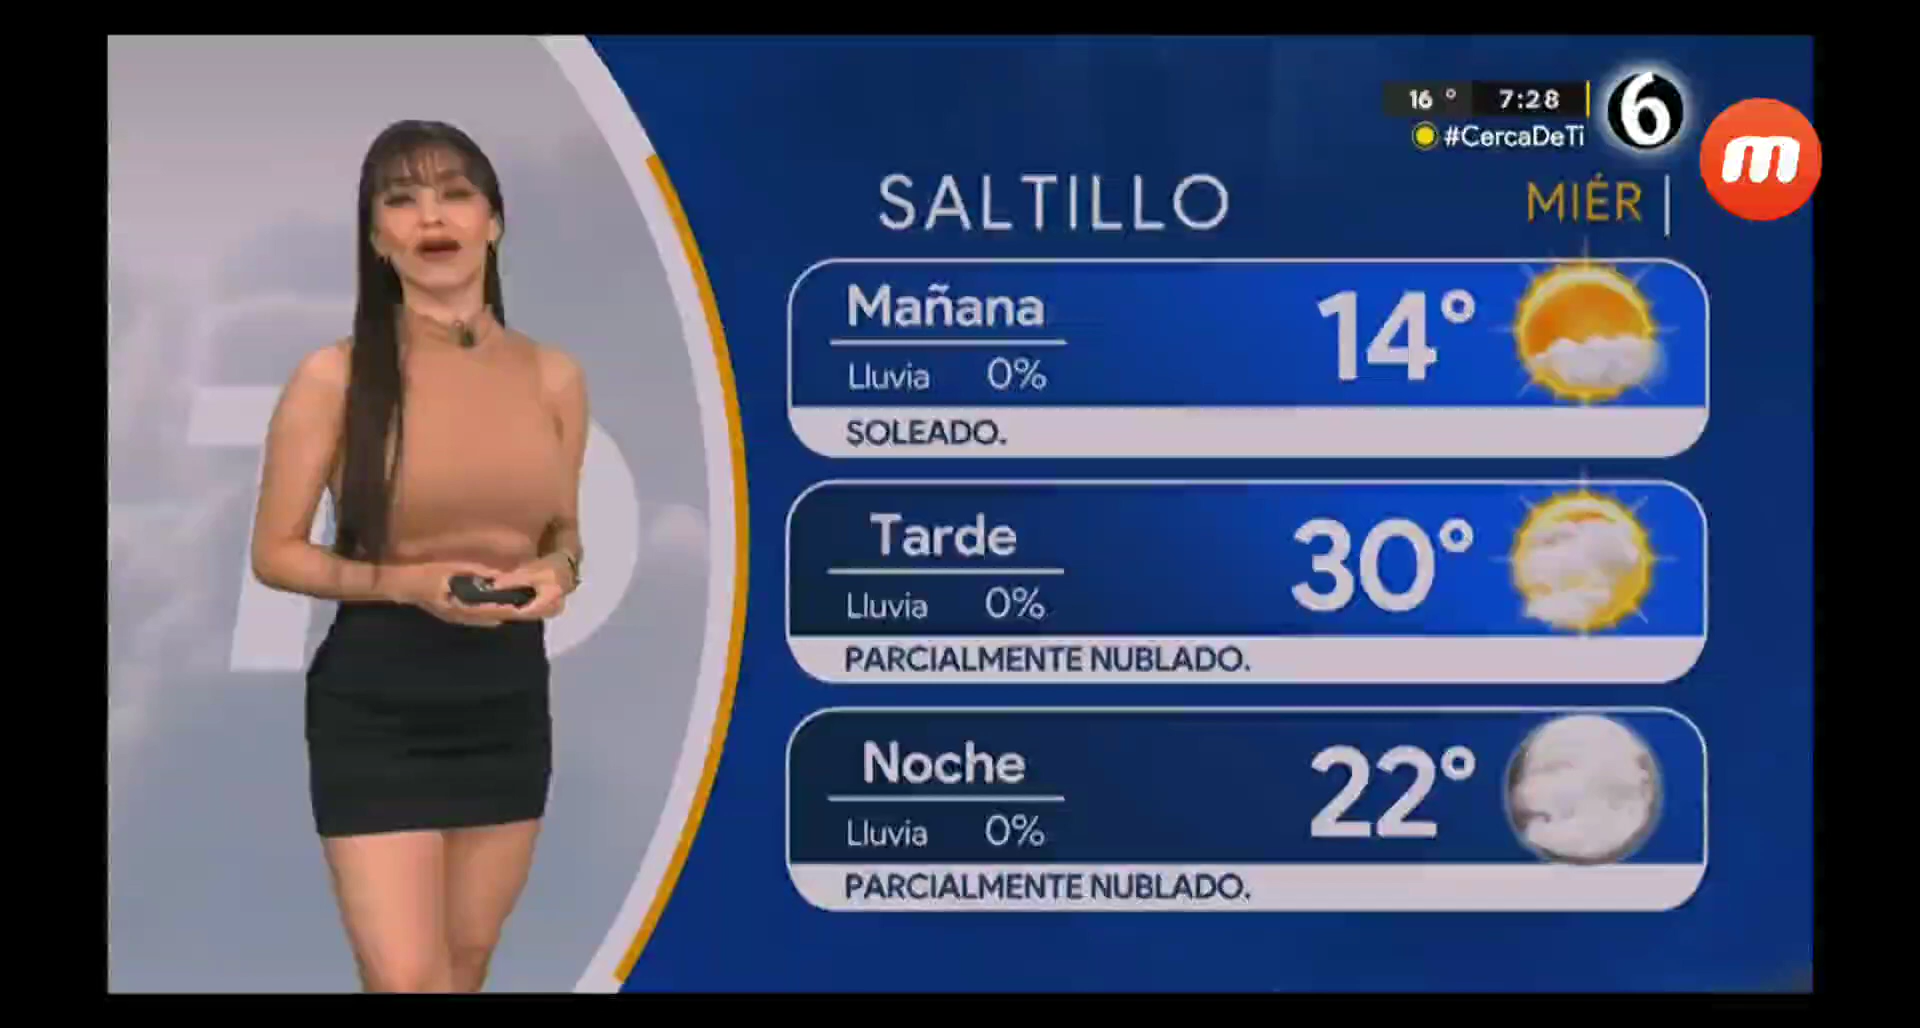 16 ° 7:28
6
#CercaDeTi
m
SALTILLO
MIÉR |
Mañana
14°
Lluvia 0%
SOLEADO.
Tarde
30°
Lluvia 0%
PARCIALMENTE NUBLADO.
Noche
22°
Lluvia 0%
PARCIALMENTE NUBLADO.